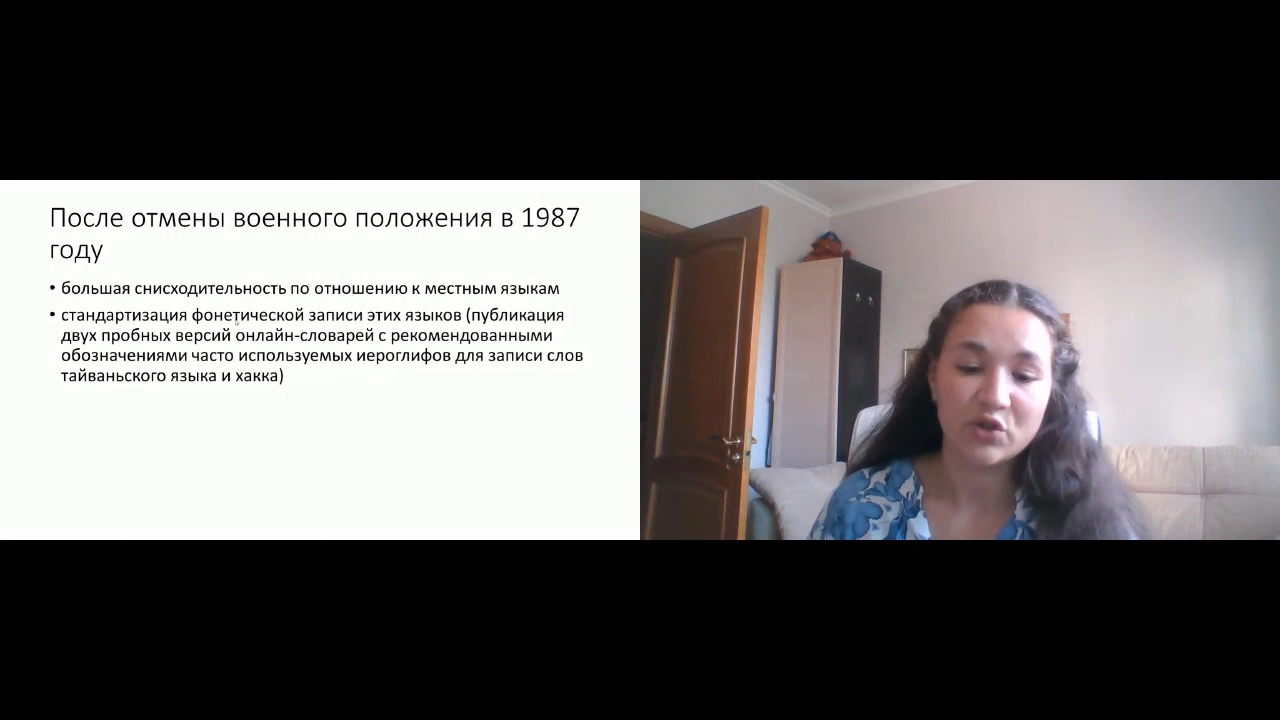 После отмены военного положения в 1987
году
• большая снисходительность по отношению к местным языкам
• стандартизация фонетической записи этих языков (публикация
двух пробных версий онлайн-словарей с рекомендованными
обозначениями часто используемых иероглифов для записи слов
тайваньского языка и хакка)